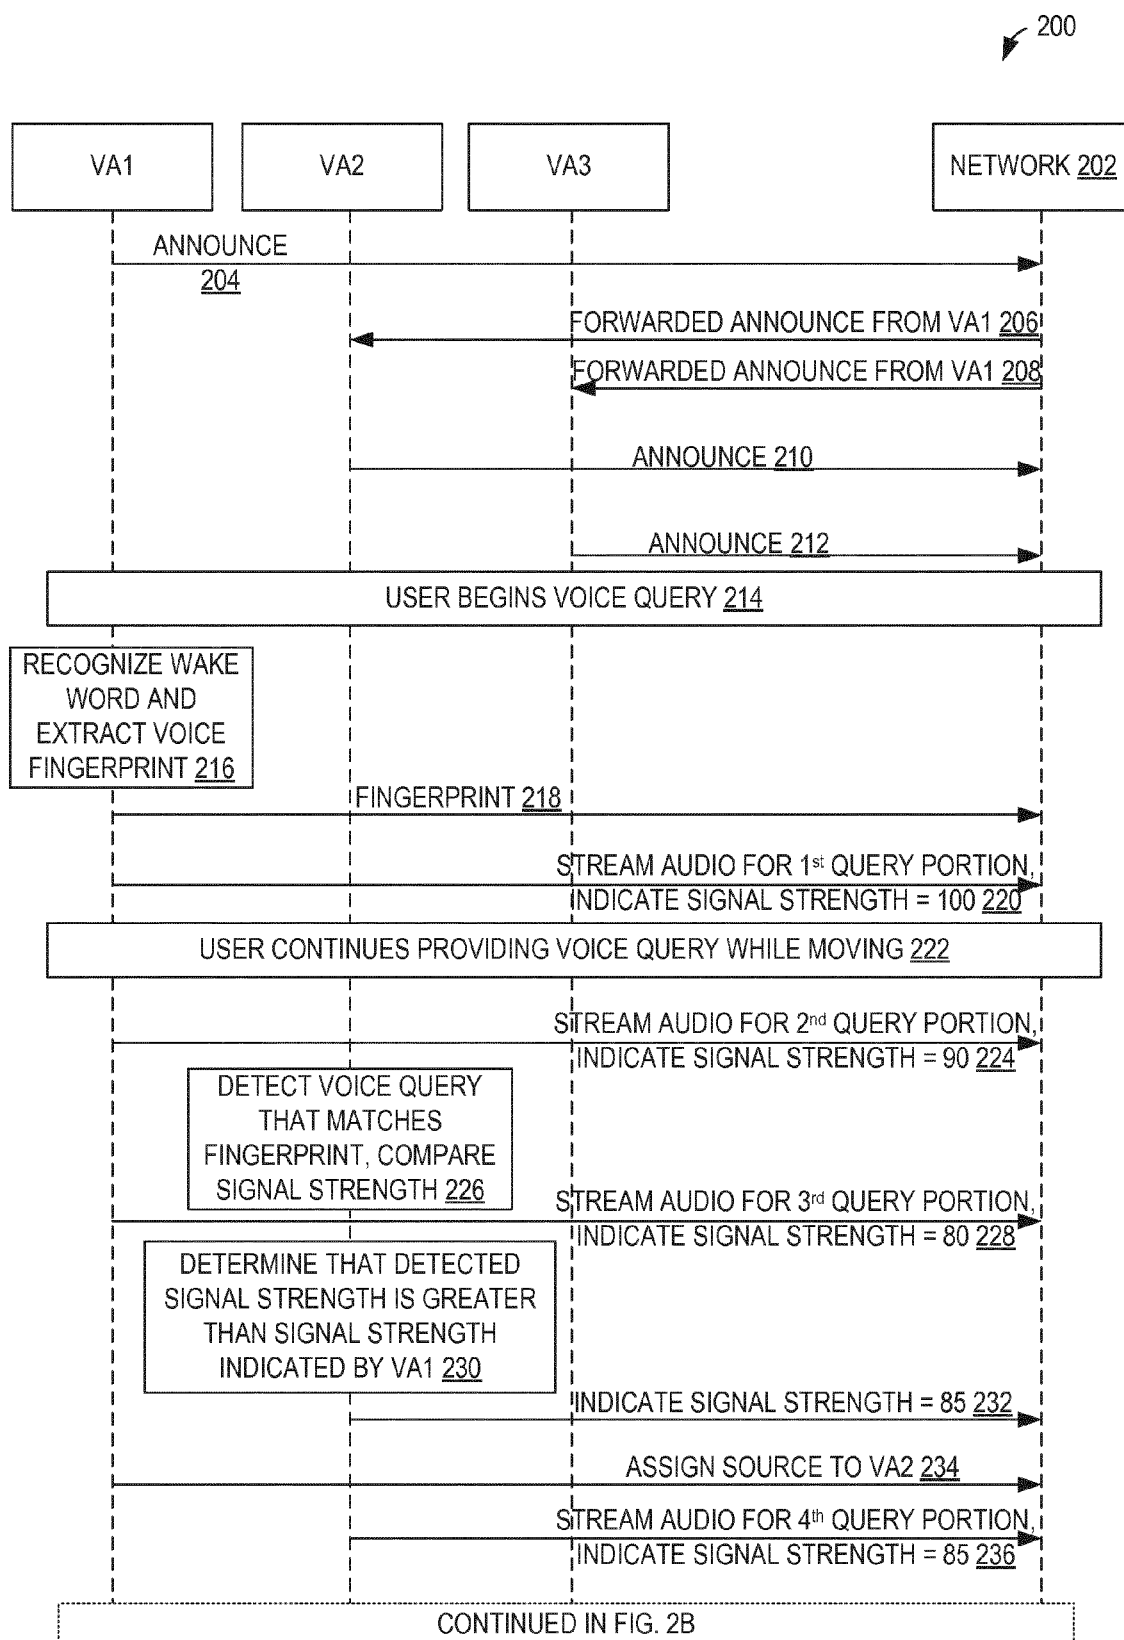 200
VA1
VA2
VA3
NETWORK 202
ANNOUNCE
204
FORWARDED ANNOUNCE FROM VA1 206
FORWARDED ANNOUNCE FROM VA1 208
ANNOUNCE 210
ANNOUNCE 212
USER BEGINS VOICE QUERY 214
RECOGNIZE WAKE
WORD AND
EXTRACT VOICE
FINGERPRINT 216
FINGERPRINT 218
STREAM AUDIO FOR 1st QUERY PORTION,
INDICATE SIGNAL STRENGTH = 100 220
USER CONTINUES PROVIDING VOICE QUERY WHILE MOVING 222
STREAM AUDIO FOR 2nd QUERY PORTION,
INDICATE SIGNAL STRENGTH = 90 224
DETECT VOICE QUERY
THAT MATCHES
FINGERPRINT, COMPARE
SIGNAL STRENGTH 226
STREAM AUDIO FOR 3rd QUERY PORTION,
INDICATE SIGNAL STRENGTH = 80 228
DETERMINE THAT DETECTED
SIGNAL STRENGTH IS GREATER
THAN SIGNAL STRENGTH
INDICATED BY VA1 230
INDICATE SIGNAL STRENGTH = 85 232
ASSIGN SOURCE TO VA2 234
STREAM AUDIO FOR 4th QUERY PORTION,
INDICATE SIGNAL STRENGTH = 85 236
CONTINUED IN FIG. 2B